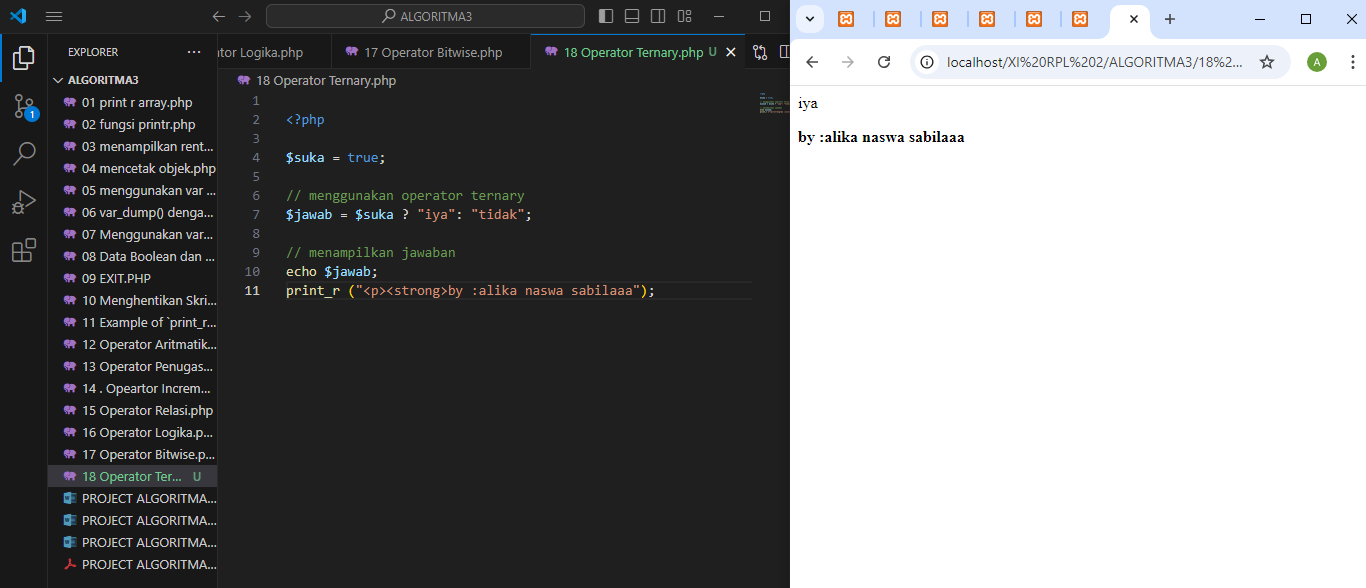 ALGORITMA3
EXPLORER
ALGORITMA3
01 print r array.php
02 fungsi printr.php
03 menampilkan rent...
04 mencetak objek.php
05 menggunakan var ...
06 var_dump() denga...
07 Menggunakan var...
08 Data Boolean dan ...
09 EXIT.PHP
10 Menghentikan Skri...
11 Example of `print_r...
12 Operator Aritmatik...
13 Operator Penugas...
14 . Opeartor Increm...
15 Operator Relasi.php
16 Operator Logika.p...
17 Operator Bitwise.p...
18 Operator Ter... U
PROJECT ALGORITMA...
PROJECT ALGORITMA...
PROJECT ALGORITMA...
PROJECT ALGORITMA...
1
tor Logika.php 17 Operator Bitwise.php 18 Operator Ternary.php U
18 Operator Ternary.php
1
2 <?php
3
4 $suka = true;
5
6 // menggunakan operator ternary
7 $jawab = $suka ? "iya": "tidak";
8
9 // menampilkan jawaban
10 echo $jawab;
11 print_r ("<p><strong>by :alika naswa sabilaaa");
localhost/XI%20RPL%202/ALGORITMA3/18%2... A
iya
by :alika naswa sabilaaa